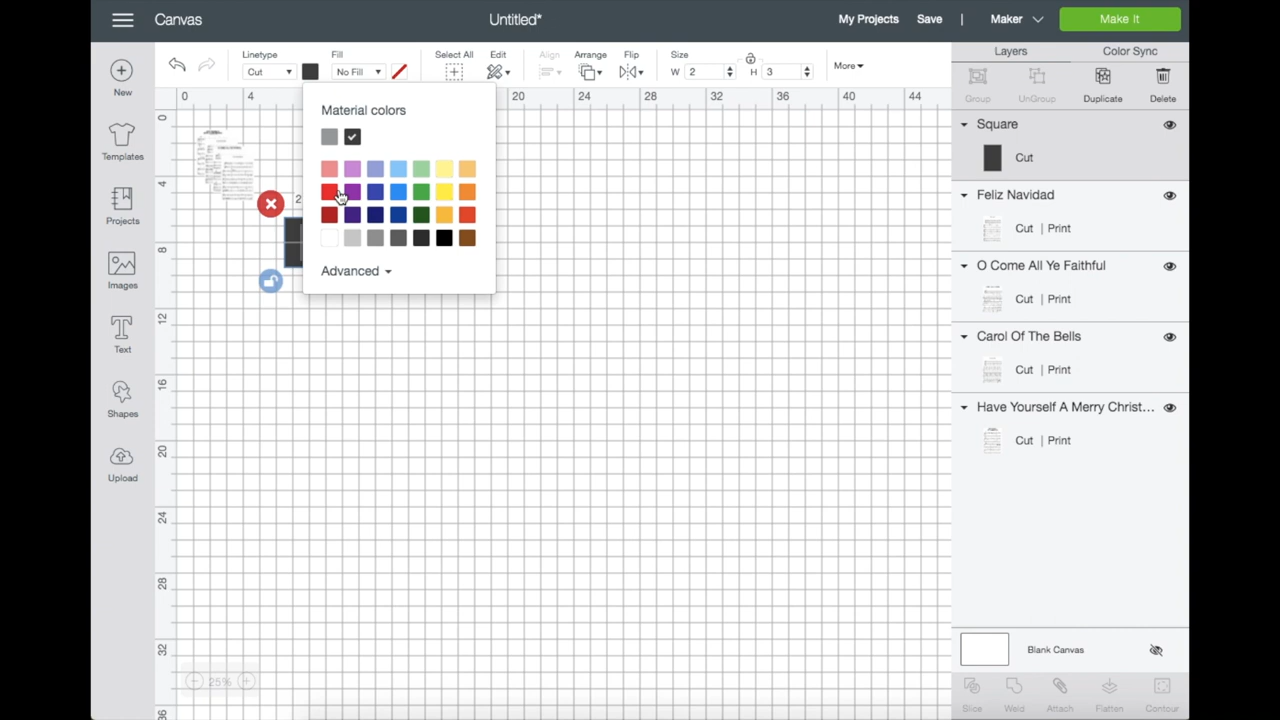 Canvas
Untitled*
My Projects Save | Maker Make It
Linetype
Cut
Fill
No Fill
Select All
Edit
Align
Arrange
Flip
Size
W 2
H 3
More
Layers
Color Sync
Group
UnGroup
Duplicate
Delete
New
Templates
Projects
Images
Text
Shapes
Upload
0 4 20 24 28 32 36 40 44
0
4
8
12
16
20
24
28
32
36
2
Material colors
Advanced
25%
Square
Cut
Feliz Navidad
Cut | Print
O Come All Ye Faithful
Cut | Print
Carol Of The Bells
Cut | Print
Have Yourself A Merry Christ...
Cut | Print
Blank Canvas
Slice
Weld
Attach
Flatten
Contour